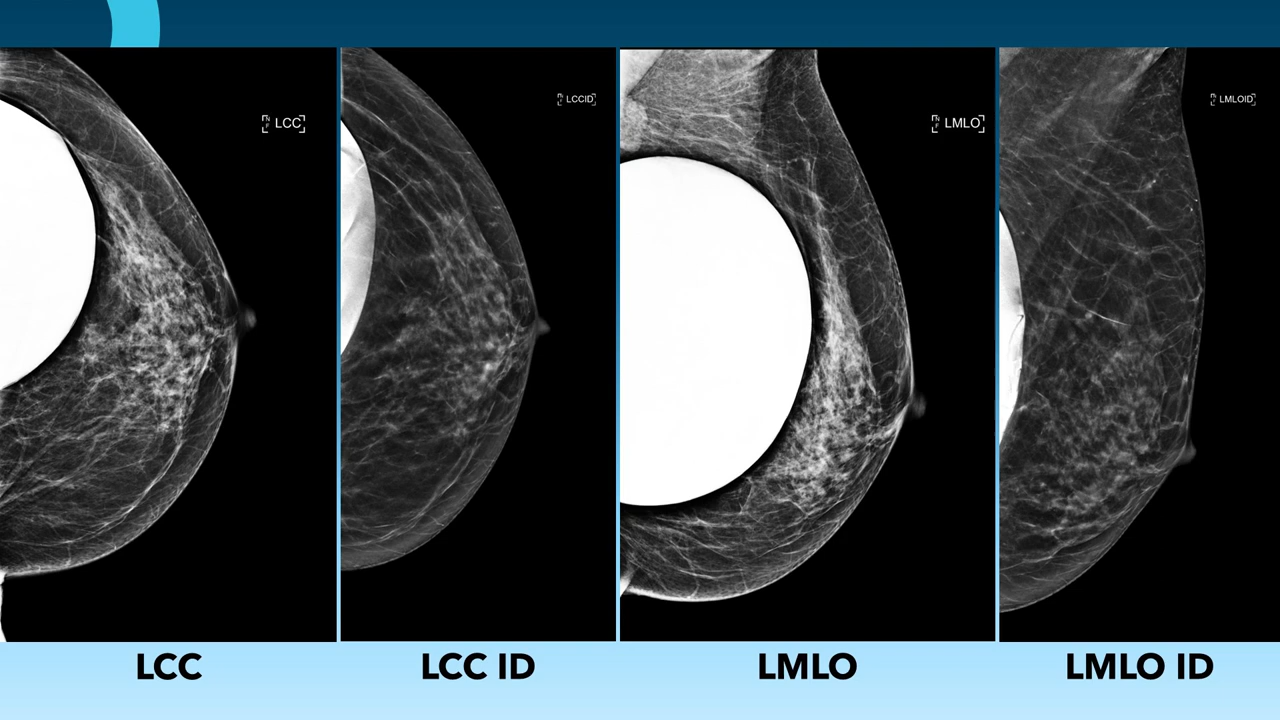 LCC
LCCID
LMLO
LMLOID
LCC
LCC ID
LMLO
LMLO ID